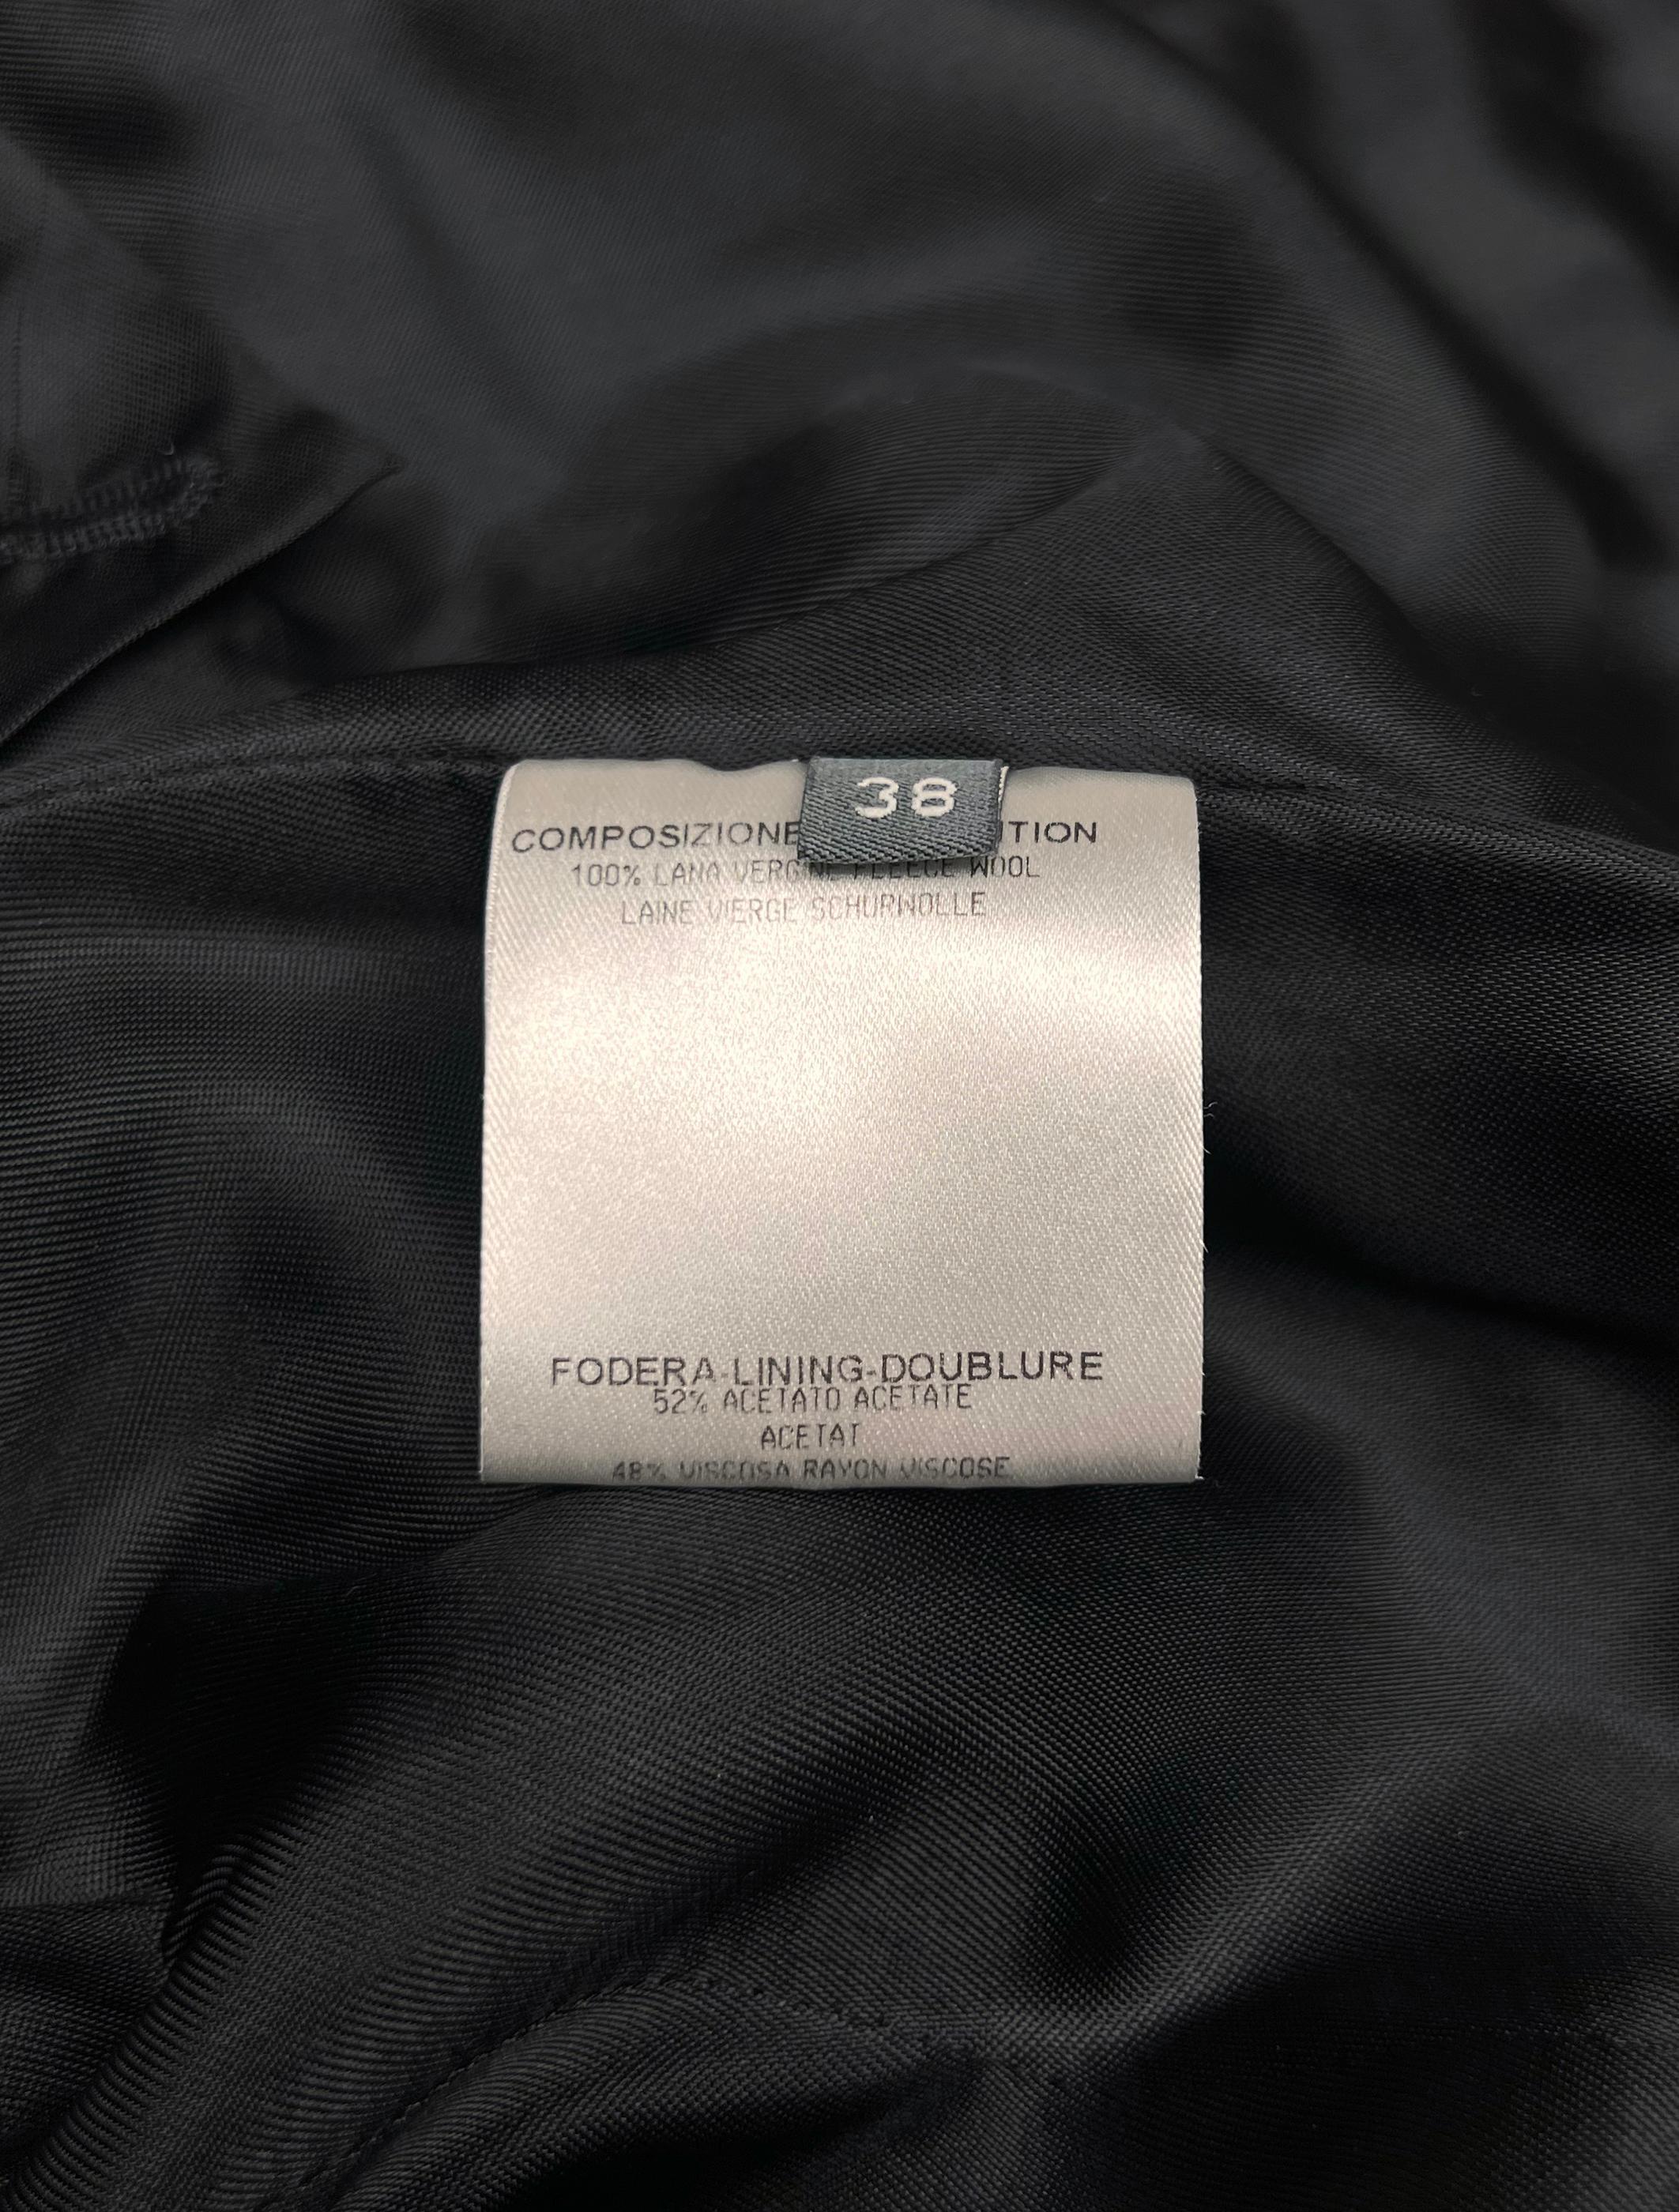 38
COMPOSIZIONE
100% LANA VERGINE FLEECE WOOL
LAINE VIERGE SCHURWOLLE
FODERA-LINING-DOUBLURE
52% ACETATO ACETATE
ACETAT
48% VISCOSA RAYON VISCOSE